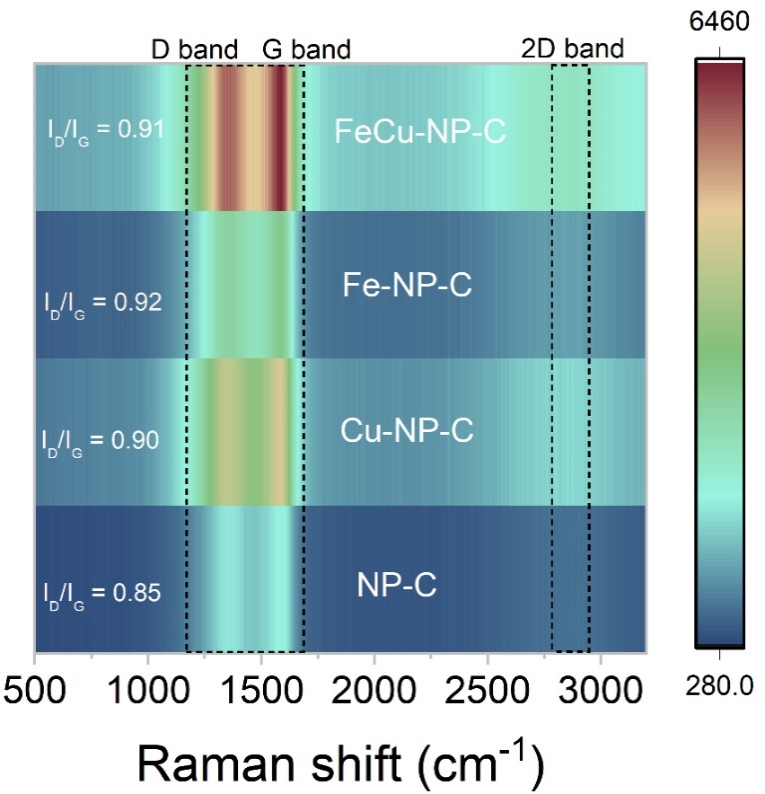 6460
D band G band 2D band
I_D/I_G = 0.91 FeCu-NP-C
I_D/I_G = 0.92 Fe-NP-C
I_D/I_G = 0.90 Cu-NP-C
I_D/I_G = 0.85 NP-C
280.0
500 1000 1500 2000 2500 3000
Raman shift (cm⁻¹)